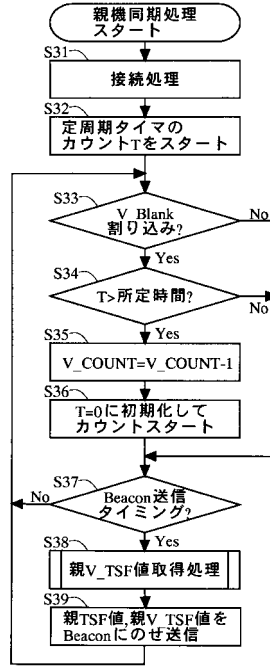 親機同期処理
スタート
S31
接続処理
S32
定周期タイマの
カウントTをスタート
S33
V_Blank
割り込み?
No
Yes
S34
T>所定時間?
No
Yes
S35
V_COUNT=V_COUNT-1
S36
T=0に初期化して
カウントスタート
S37
No
Beacon送信
タイミング?
Yes
S38
親V_TSF値取得処理
S39
親TSF値,親V_TSF値を
Beaconにのせ送信